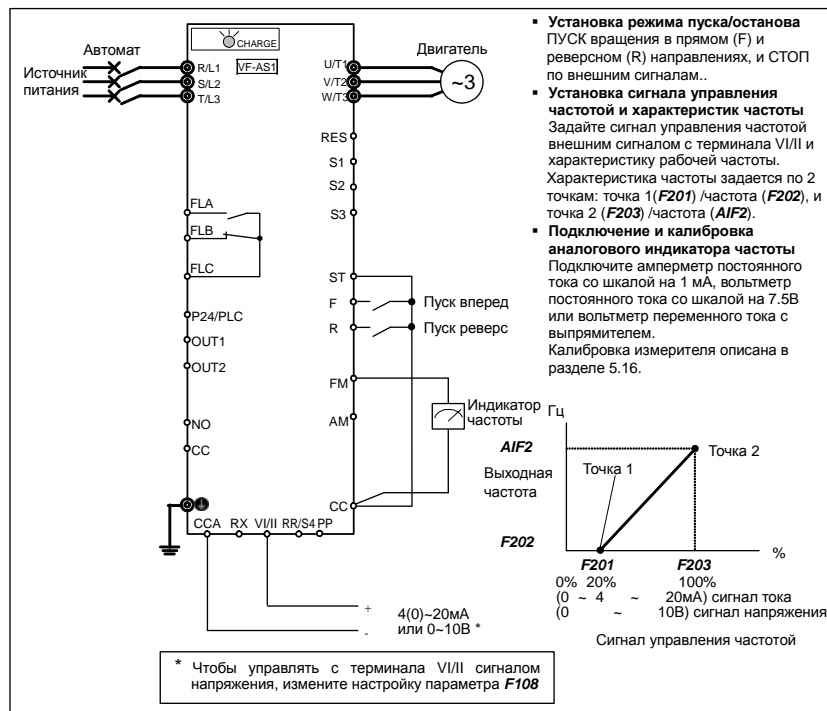 CHARGE
VF-AS1
Автомат
Источник
питания
R/L1
S/L2
T/L3
U/T1
V/T2
W/T3
Двигатель
~3
RES
S1
S2
S3
FLA
FLB
FLC
ST
F
Пуск вперед
R
Пуск реверс
P24/PLC
OUT1
OUT2
FM
AM
Индикатор
частоты
NO
CC
CC
CCA RX VI/II RR/S4 PP
+
-
4(0)~20мА
или 0~10В *
* Чтобы управлять с терминала VI/II сигналом
напряжения, измените настройку параметра F108
▪ Установка режима пуска/останова
ПУСК вращения в прямом (F) и
реверсном (R) направлениях, и СТОП
по внешним сигналам..
▪ Установка сигнала управления
частотой и характеристик частоты
Задайте сигнал управления частотой
внешним сигналом с терминала VI/II и
характеристику рабочей частоты.
Характеристика частоты задается по 2
точкам: точка 1(F201) /частота (F202), и
точка 2 (F203) /частота (AIF2).
▪ Подключение и калибровка
аналогового индикатора частоты
Подключите амперметр постоянного
тока со шкалой на 1 мА, вольтметр
постоянного тока со шкалой на 7.5В
или вольтметр переменного тока с
выпрямителем.
Калибровка измерителя описана в
разделе 5.16.
Гц
AIF2
Выходная
частота
F202
Точка 1
Точка 2
%
F201 F203
0% 20% 100%
(0 ~ 4 ~ 20мА) сигнал тока
(0 ~ 10В) сигнал напряжения
Сигнал управления частотой